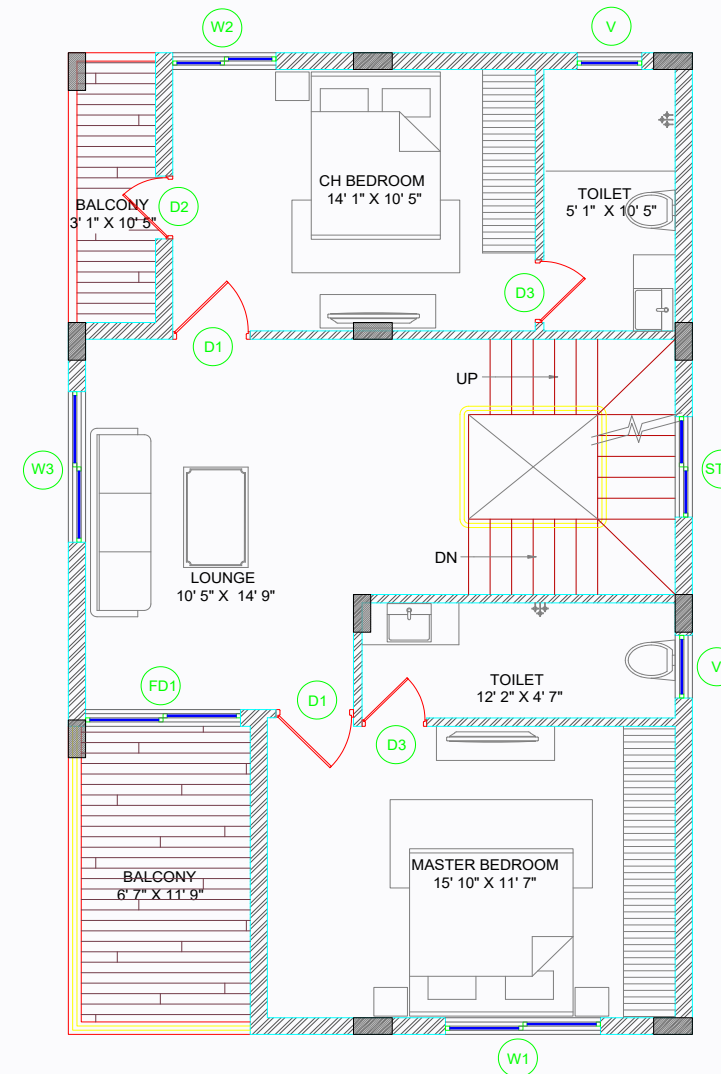 W2
V
CH BEDROOM
14' 1" X 10' 5"
TOILET
5' 1" X 10' 5"
BALCONY
3' 1" X 10' 5"
D2
D3
D1
UP
W3
ST
DN
LOUNGE
10' 5" X 14' 9"
TOILET
12' 2" X 4' 7"
V
FD1
D1
D3
MASTER BEDROOM
15' 10" X 11' 7"
BALCONY
6' 7" X 11' 9"
W1